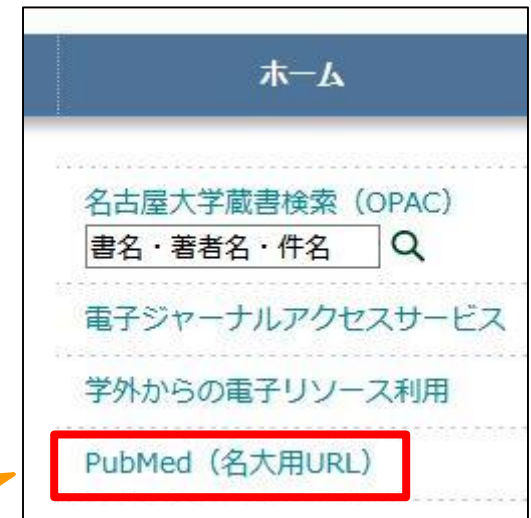 ホーム
名古屋大学蔵書検索（OPAC）
書名・著者名・件名
電子ジャーナルアクセスサービス
学外からの電子リソース利用
PubMed（名大用URL）